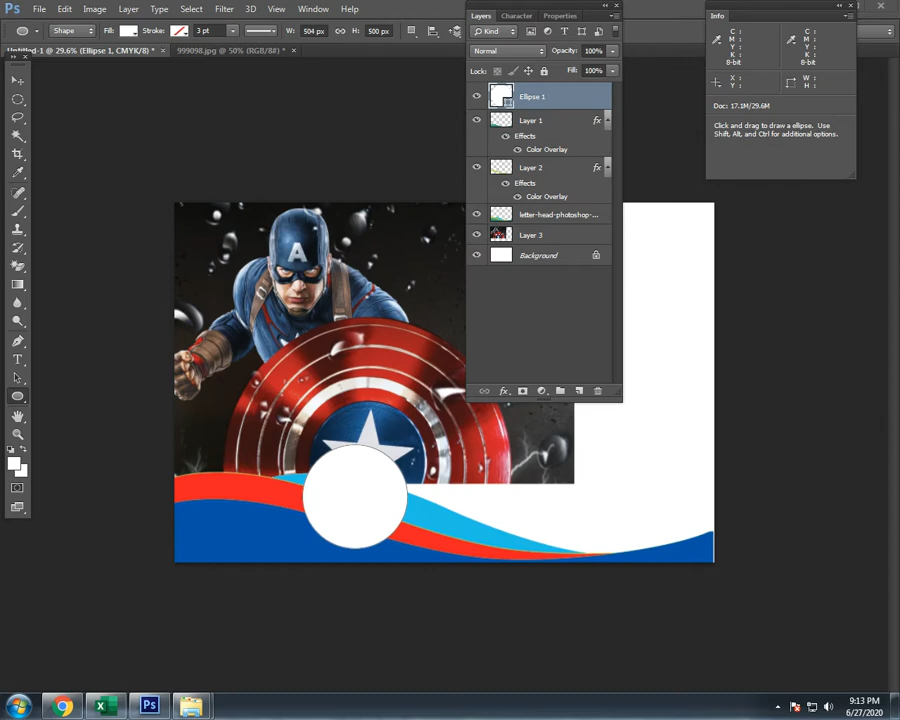 Ps File Edit Image Layer Type Select Filter 3D View Window Help
Shape Fill: Stroke: 3 pt W: 504 px H: 500 px
Untitled-1 @ 29.6% (Ellipse 1, CMYK/8) * × 999098.jpg @ 50% (RGB/8#) * ×
Layers Character Properties
Kind
Normal Opacity: 100%
Lock: Fill: 100%
Ellipse 1
Layer 1 fx
Effects
Color Overlay
Layer 2 fx
Effects
Color Overlay
letter-head-photoshop-...
Layer 3
Background
fx
Info
C : C :
M : M :
Y : Y :
K : K :
8-bit 8-bit
X : W :
Y : H :
Doc: 17.1M/29.6M
Click and drag to draw a ellipse. Use
Shift, Alt, and Ctrl for additional options.
A
T
Ps
9:13 PM
6/27/2020